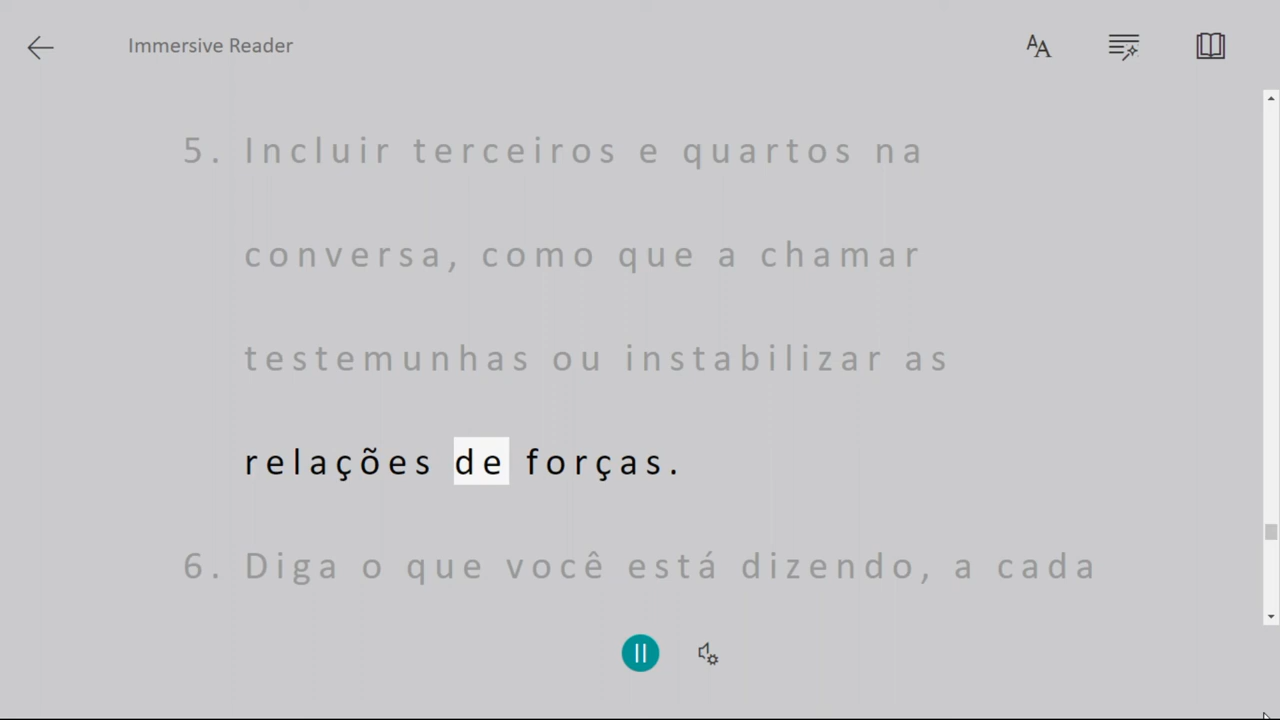 Immersive Reader
5. Incluir terceiros e quartos na
conversa, como que a chamar
testemunhas ou instabilizar as
relações de forças.
6. Diga o que você está dizendo, a cada